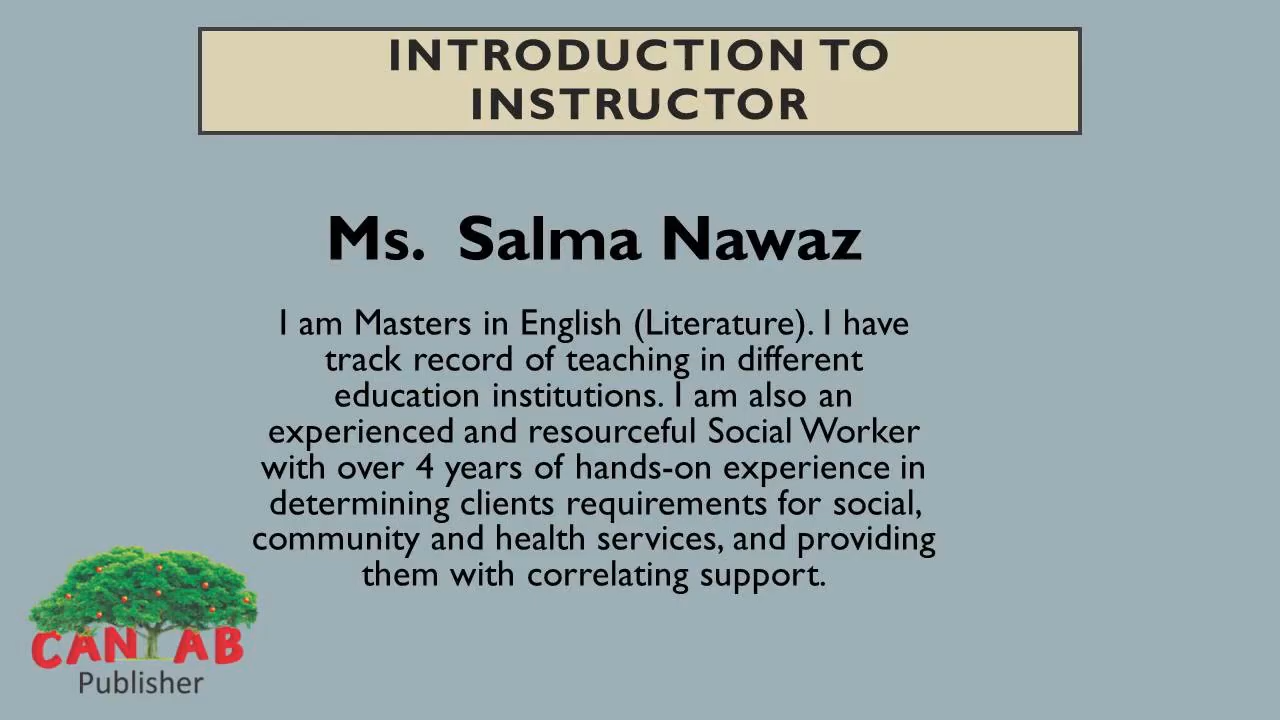 INTRODUCTION TO
INSTRUCTOR
Ms. Salma Nawaz
I am Masters in English (Literature). I have
track record of teaching in different
education institutions. I am also an
experienced and resourceful Social Worker
with over 4 years of hands-on experience in
determining clients requirements for social,
community and health services, and providing
them with correlating support.
CANTAB
Publisher